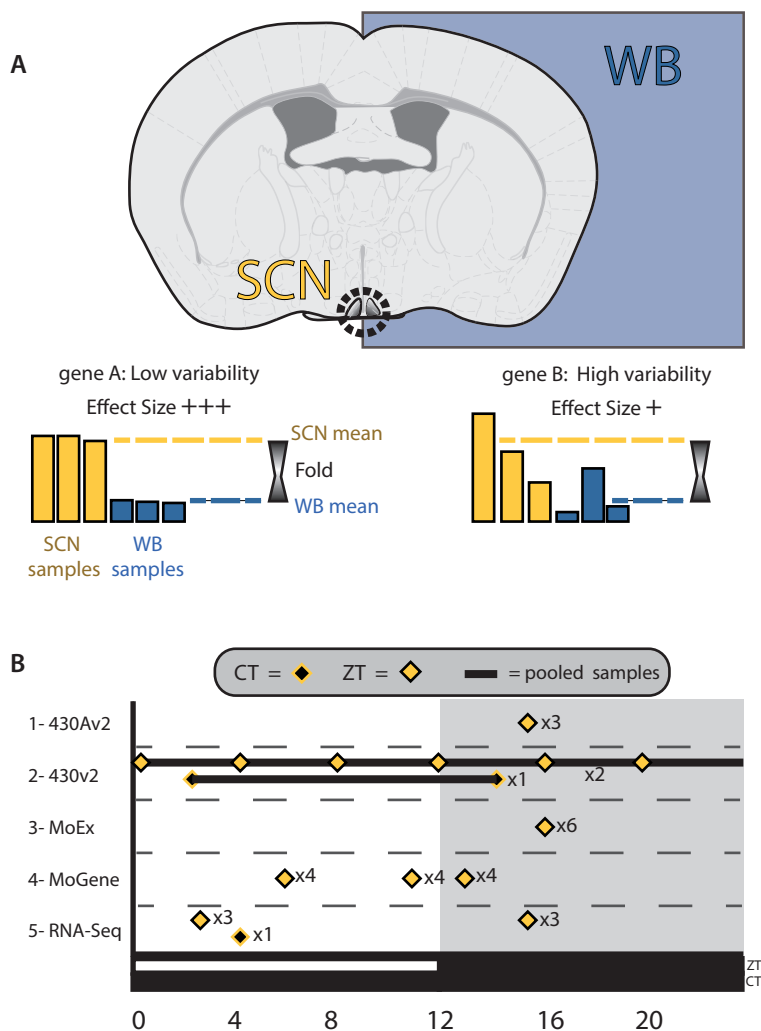 A
WB
SCN
gene A: Low variability
Effect Size +++
SCN mean
Fold
WB mean
SCN
samples
WB
samples
gene B: High variability
Effect Size +
B
CT = ZT = = pooled samples
1- 430Av2
x3
2- 430v2
x1
x2
3- MoEx
x6
4- MoGene
x4
x4
x4
5- RNA-Seq
x3
x1
x3
ZT
CT
0 4 8 12 16 20